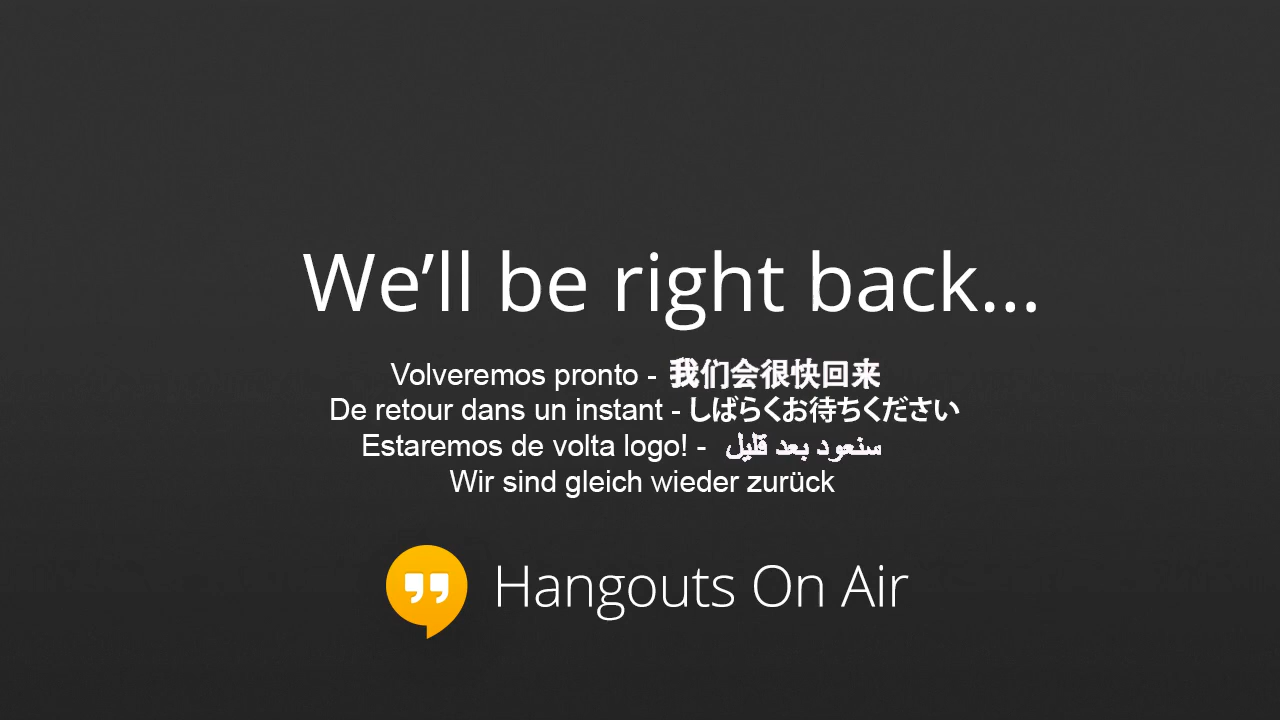 We’ll be right back...
Volveremos pronto - 我们会很快回来
De retour dans un instant - しばらくお待ちください
Estaremos de volta logo! - سنعود بعد قليل
Wir sind gleich wieder zurück
Hangouts On Air